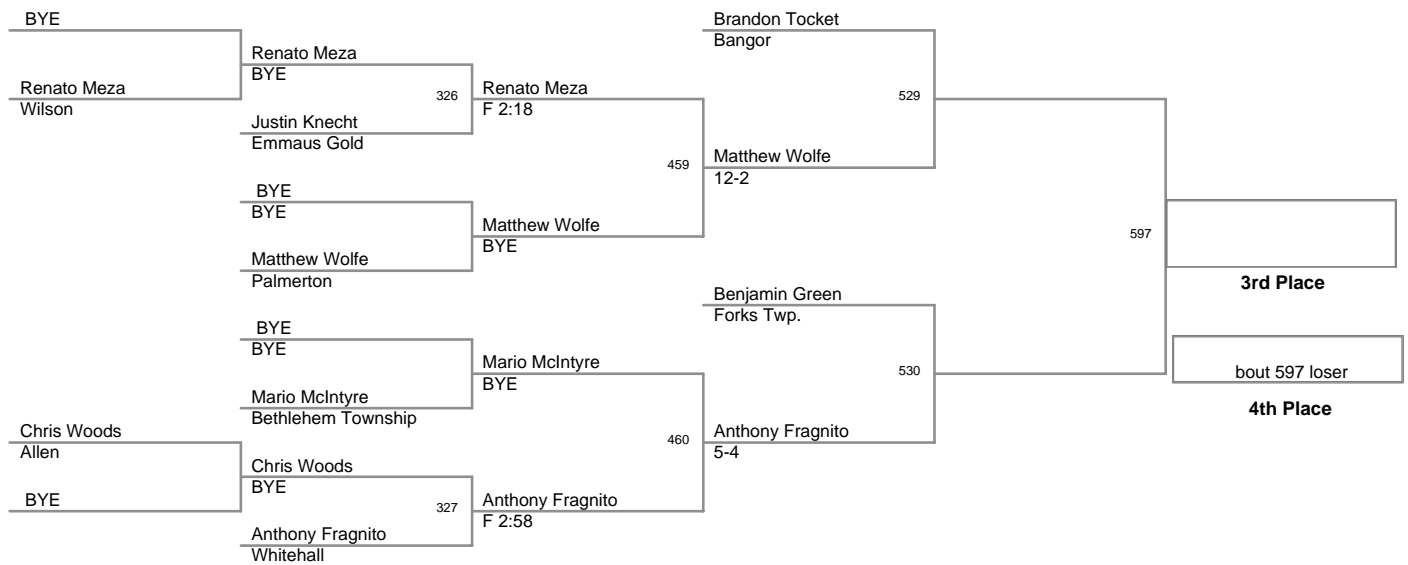 BYE
Renato Meza
Wilson
Chris Woods
Allen
BYE
Renato Meza
BYE
326
Justin Knecht
Emmaus Gold
BYE
BYE
Matthew Wolfe
Palmerton
BYE
BYE
Mario McIntyre
Bethlehem Township
Chris Woods
BYE
327
Anthony Fragnito
Whitehall
Renato Meza
F 2:18
459
Matthew Wolfe
BYE
Mario McIntyre
BYE
460
Anthony Fragnito
F 2:58
Brandon Tocket
Bangor
529
Matthew Wolfe
12-2
Benjamin Green
Forks Twp.
530
Anthony Fragnito
5-4
597
3rd Place
bout 597 loser
4th Place